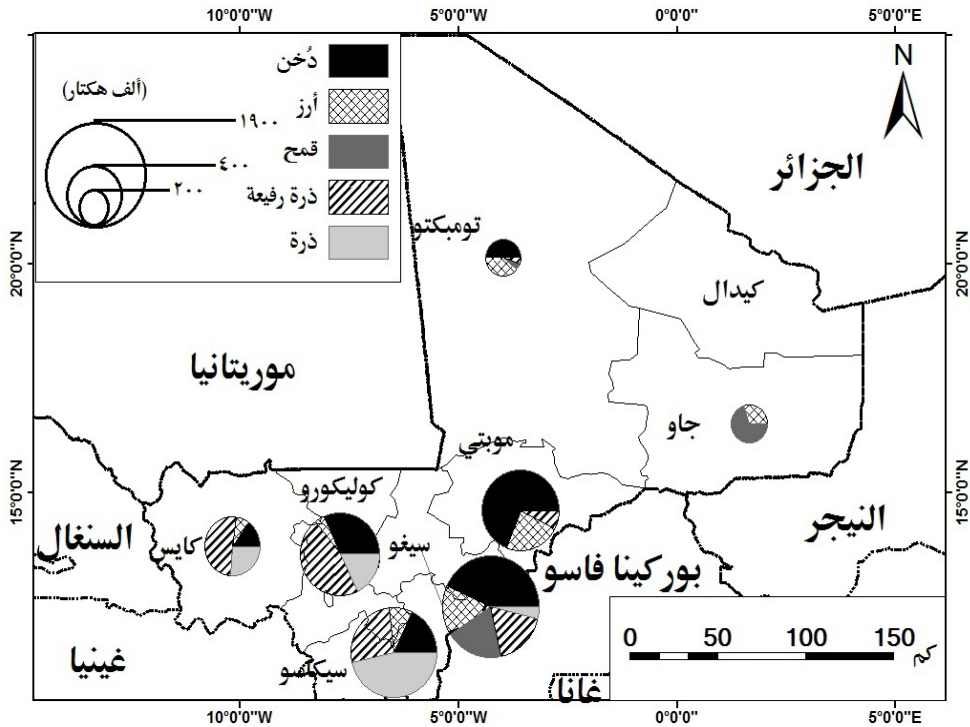 10°0'0"W 5°0'0"W 0°0'0" 5°0'0"E
دُخن
(ألف هكتار)
أرز
١٩٠٠
قمح
٤٠٠
ذرة رفيعة
٢٠٠
ذرة
N
الجزائر
تومبكتو
20°0'0"N 20°0'0"N
كيدال
موريتانيا
جاو
موبتي
كوليكورو
15°0'0"N 15°0'0"N
النيجر
السنغال
كايس
سيغو
بوركينا فاسو
غينيا
سيكاسو
غانا
0 50 100 150
كم
10°0'0"W 5°0'0"W 0°0'0" 5°0'0"E